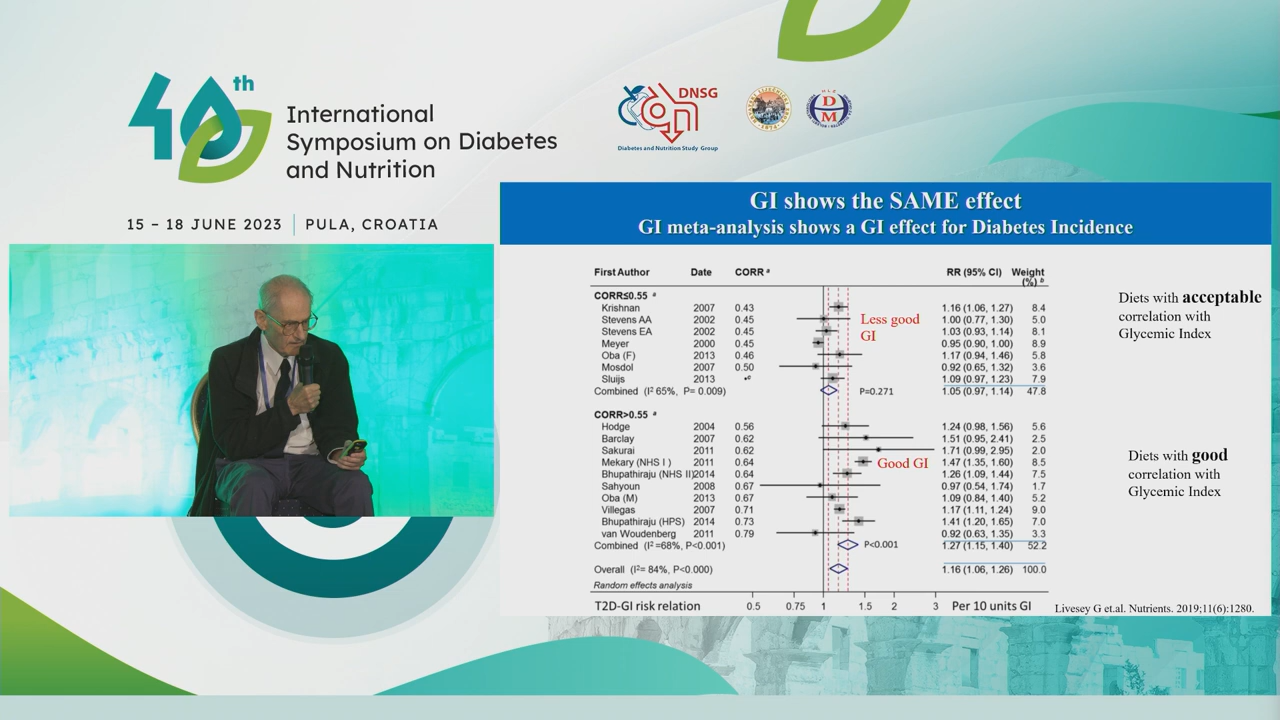 40th
International
Symposium on Diabetes
and Nutrition
15 – 18 JUNE 2023 | PULA, CROATIA
DNSG
Diabetes and Nutrition Study Group
DM
GI shows the SAME effect
GI meta-analysis shows a GI effect for Diabetes Incidence
First Author Date CORR a RR (95% CI) Weight (%) b
CORR≤0.55 a
Krishnan 2007 0.43 1.16 (1.06, 1.27) 8.4
Stevens AA 2002 0.45 1.00 (0.77, 1.30) 5.0
Stevens EA 2002 0.45 1.03 (0.93, 1.14) 8.1
Meyer 2000 0.45 0.95 (0.90, 1.00) 8.9
Oba (F) 2013 0.46 1.17 (0.94, 1.46) 5.8
Mosdol 2007 0.50 0.92 (0.65, 1.32) 3.6
Sluijs 2013 •c 1.09 (0.97, 1.23) 7.9
Combined (I² 65%, P= 0.009) P=0.271 1.05 (0.97, 1.14) 47.8
Less good
GI
CORR>0.55 a
Hodge 2004 0.56 1.24 (0.98, 1.56) 5.6
Barclay 2007 0.62 1.51 (0.95, 2.41) 2.5
Sakurai 2011 0.62 1.71 (0.99, 2.95) 2.0
Mekary (NHS I ) 2011 0.64 1.47 (1.35, 1.60) 8.5
Bhupathiraju (NHS II) 2014 0.64 1.26 (1.09, 1.44) 7.5
Sahyoun 2008 0.67 0.97 (0.54, 1.74) 1.7
Oba (M) 2013 0.67 1.09 (0.84, 1.40) 5.2
Villegas 2007 0.71 1.17 (1.11, 1.24) 9.0
Bhupathiraju (HPS) 2014 0.73 1.41 (1.20, 1.65) 7.0
van Woudenberg 2011 0.79 0.92 (0.63, 1.35) 3.3
Combined (I² =68%, P<0.001) P<0.001 1.27 (1.15, 1.40) 52.2
Good GI
Overall (I²= 84%, P<0.000) 1.16 (1.06, 1.26) 100.0
Random effects analysis
T2D-GI risk relation 0.5 0.75 1 1.5 2 3 Per 10 units GI
Diets with acceptable
correlation with
Glycemic Index
Diets with good
correlation with
Glycemic Index
Livesey G et.al. Nutrients. 2019;11(6):1280.